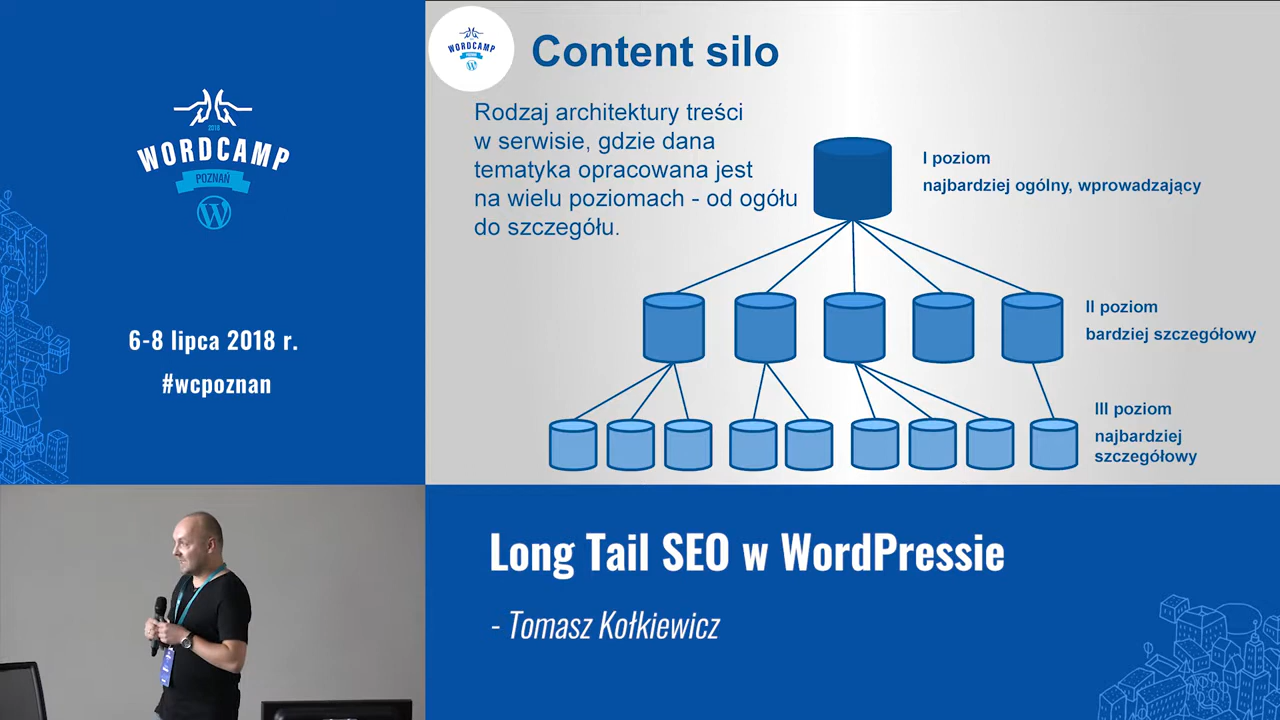 2018
WORDCAMP
POZNAŃ
6-8 lipca 2018 r.
#wcpoznan
WORDCAMP
POZNAŃ
Content silo
Rodzaj architektury treści
w serwisie, gdzie dana
tematyka opracowana jest
na wielu poziomach - od ogółu
do szczegółu.
I poziom
najbardziej ogólny, wprowadzający
II poziom
bardziej szczegółowy
III poziom
najbardziej
szczegółowy
Long Tail SEO w WordPressie
- Tomasz Kołkiewicz